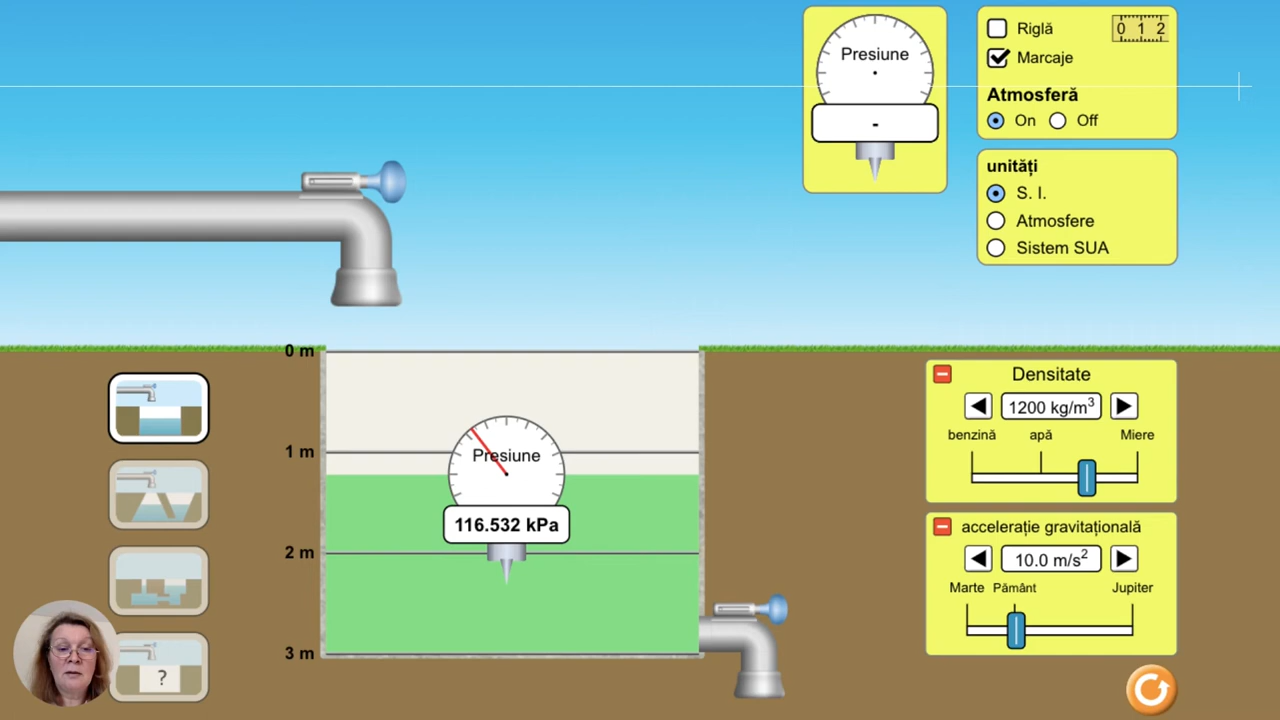 Presiune
-
Riglă
0 1 2
Marcaje
Atmosferă
On Off
unități
S. I.
Atmosfere
Sistem SUA
0 m
1 m
2 m
3 m
Presiune
116.532 kPa
?
Densitate
1200 kg/m³
benzină apă Miere
accelerație gravitațională
10.0 m/s²
Marte Pământ Jupiter